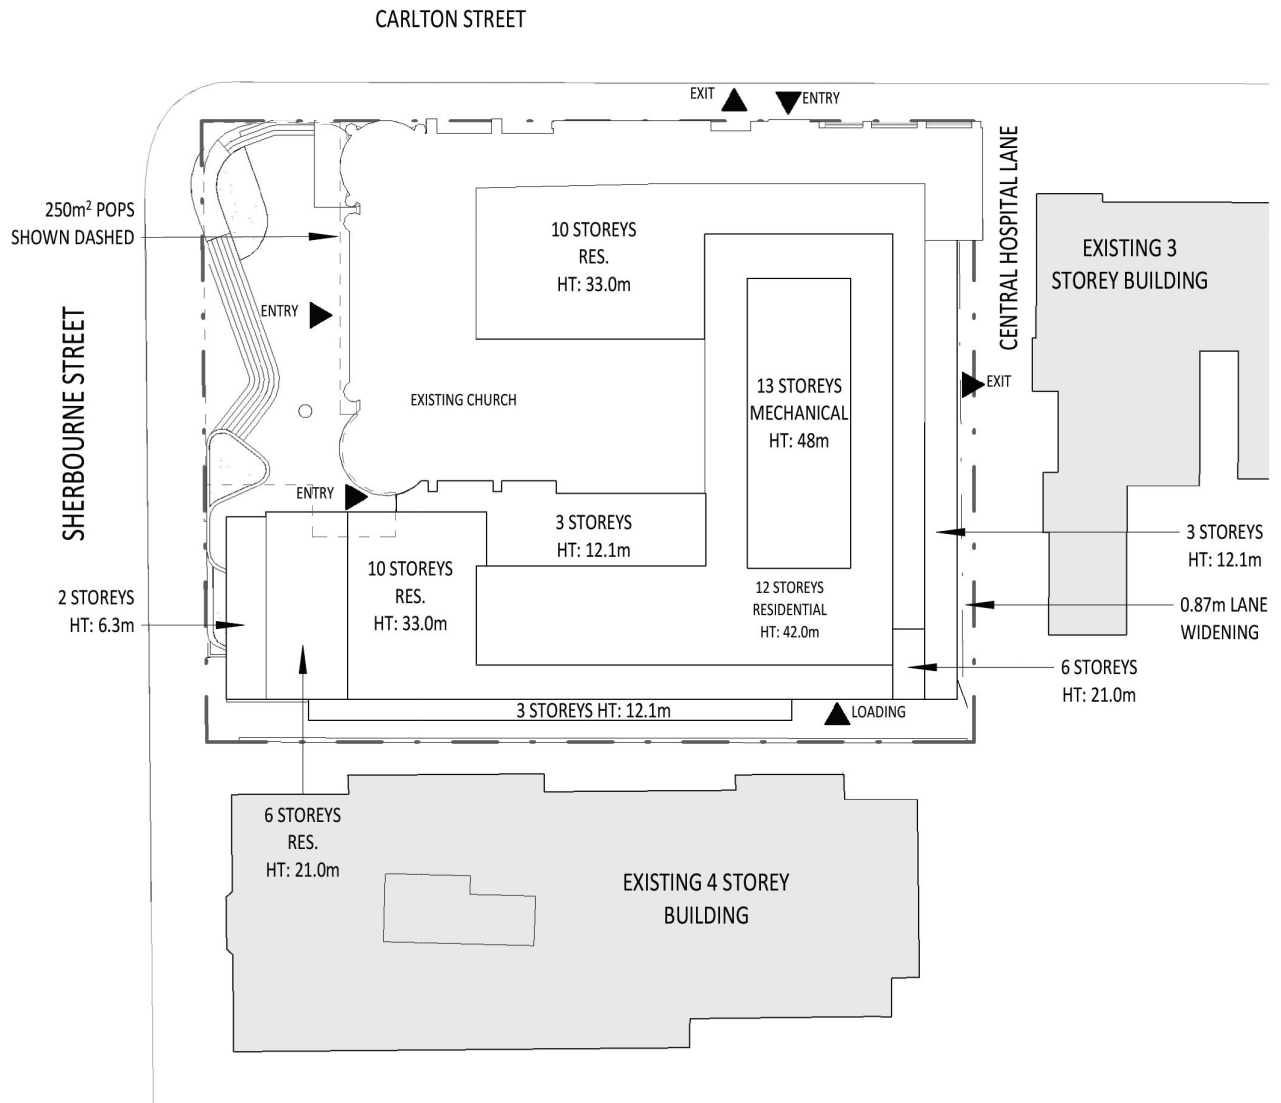 CARLTON STREET
EXIT
ENTRY
CENTRAL HOSPITAL LANE
250m² POPS
SHOWN DASHED
10 STOREYS
RES.
HT: 33.0m
EXISTING 3
STOREY BUILDING
ENTRY
SHERBOURNE STREET
EXISTING CHURCH
13 STOREYS
MECHANICAL
HT: 48m
EXIT
ENTRY
3 STOREYS
HT: 12.1m
3 STOREYS
HT: 12.1m
10 STOREYS
RES.
HT: 33.0m
12 STOREYS
RESIDENTIAL
HT: 42.0m
2 STOREYS
HT: 6.3m
0.87m LANE
WIDENING
6 STOREYS
HT: 21.0m
3 STOREYS HT: 12.1m
LOADING
6 STOREYS
RES.
HT: 21.0m
EXISTING 4 STOREY
BUILDING